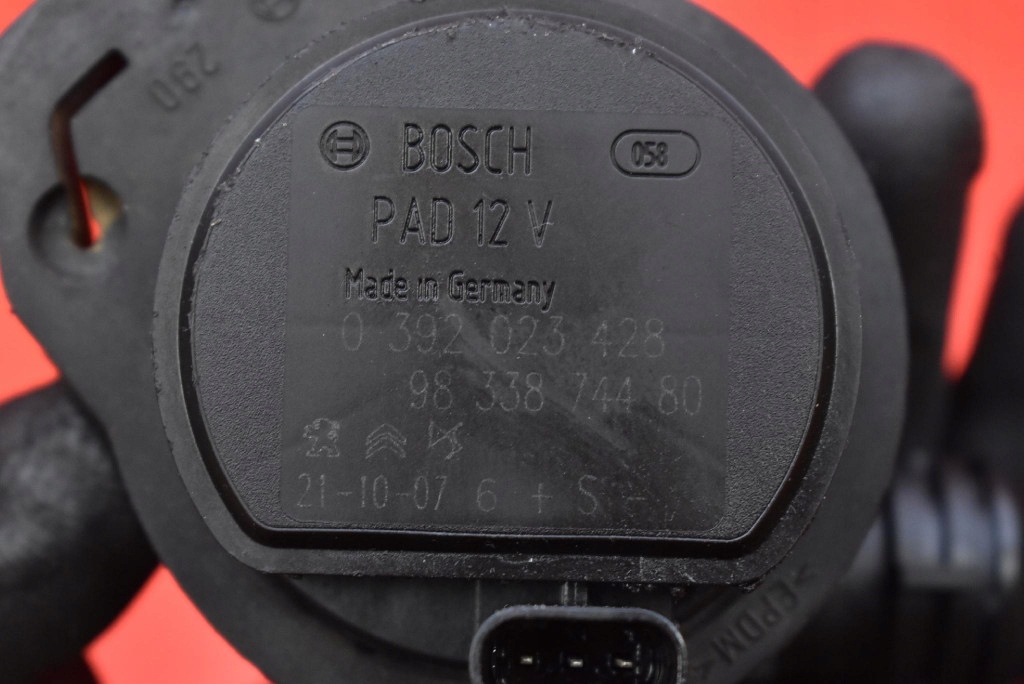 BOSCH 058
PAD 12 V
Made in Germany
0 392 023 428
98 338 744 80
21-10-07 6 + S -
>EPDM<